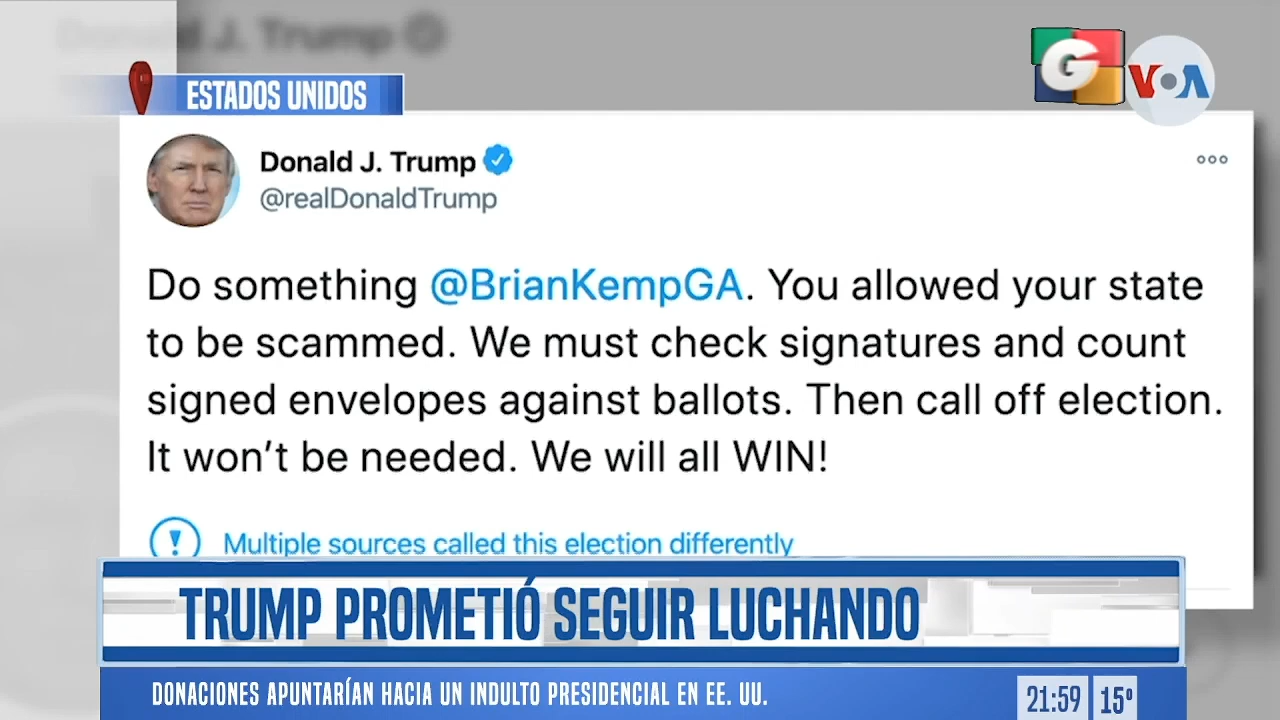 Donald J. Trump
ESTADOS UNIDOS
G
VOA
Donald J. Trump
@realDonaldTrump
Do something @BrianKempGA. You allowed your state
to be scammed. We must check signatures and count
signed envelopes against ballots. Then call off election.
It won't be needed. We will all WIN!
Multiple sources called this election differently
TRUMP PROMETIÓ SEGUIR LUCHANDO
DONACIONES APUNTARÍAN HACIA UN INDULTO PRESIDENCIAL EN EE. UU.
21:59 15º